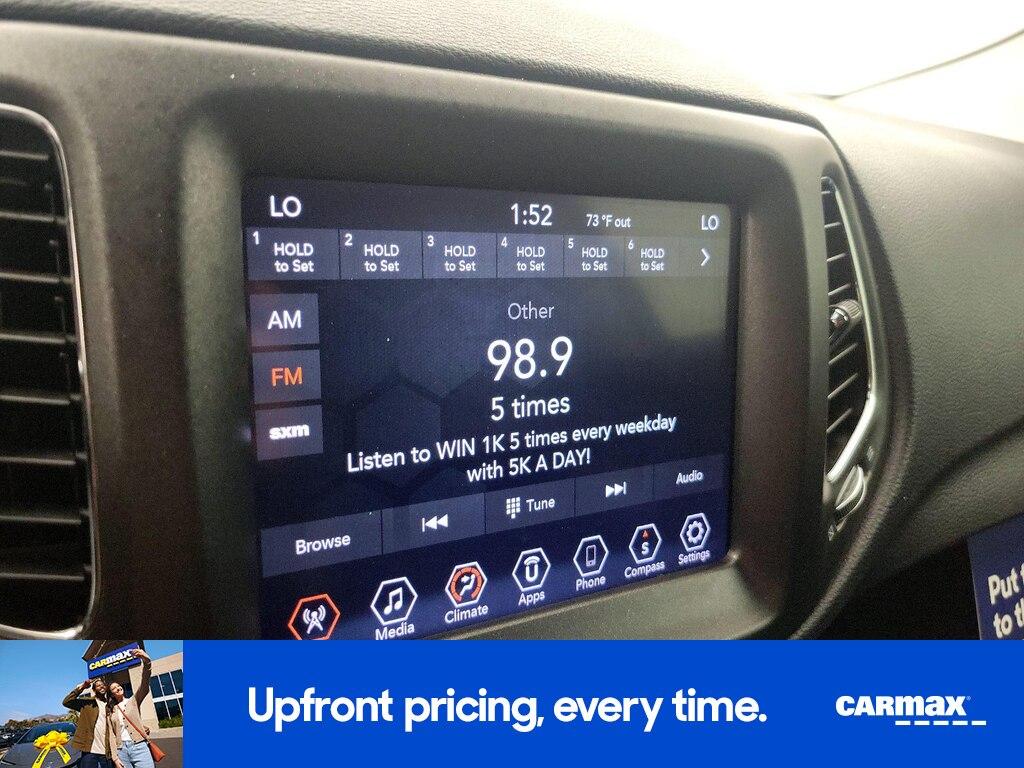 LO 1:52 73 °F out LO
1 HOLD to Set 2 HOLD to Set 3 HOLD to Set 4 HOLD to Set 5 HOLD to Set 6 HOLD to Set
Other
AM
98.9
FM
5 times
sxm
Listen to WIN 1K 5 times every weekday
with 5K A DAY!
Browse Tune Audio
Media Climate Apps Phone Compass Settings
S
Put
to
CARMAX
Upfront pricing, every time.
CARMAX